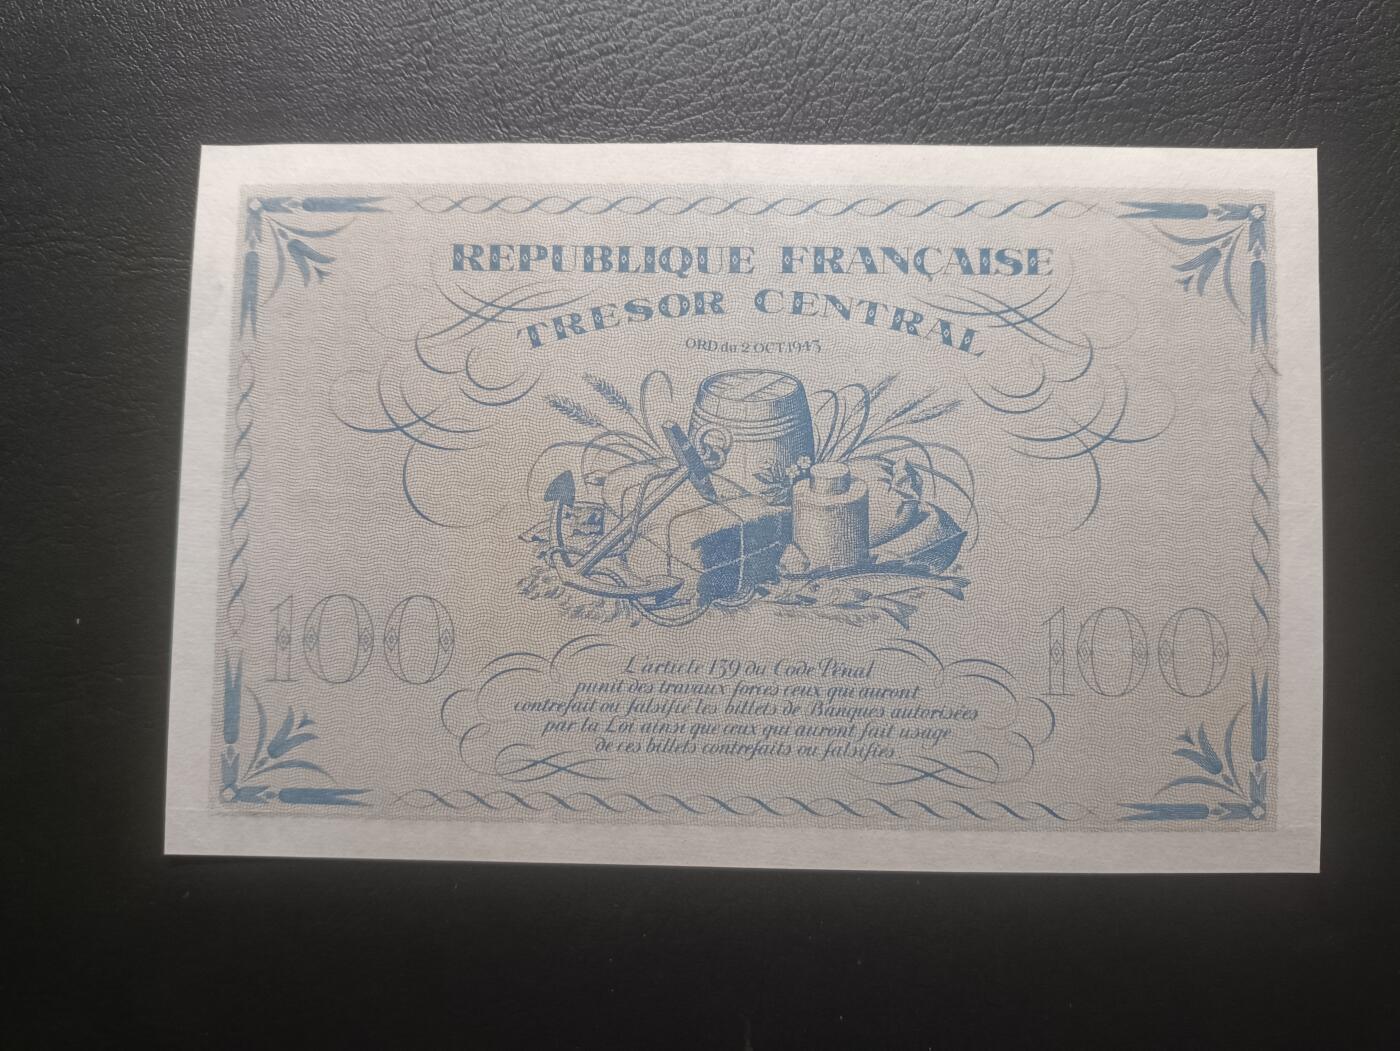 REPUBLIQUE FRANÇAISE
TRESOR CENTRAL
ORD du 2 OCT.1943
100
100
L'article 139 du Code Pénal
punit des travaux forcés ceux qui auront
contrefait ou falsifié les billets de Banques autorisées
par la Loi ainsi que ceux qui auront fait usage
de ces billets contrefaits ou falsifiés